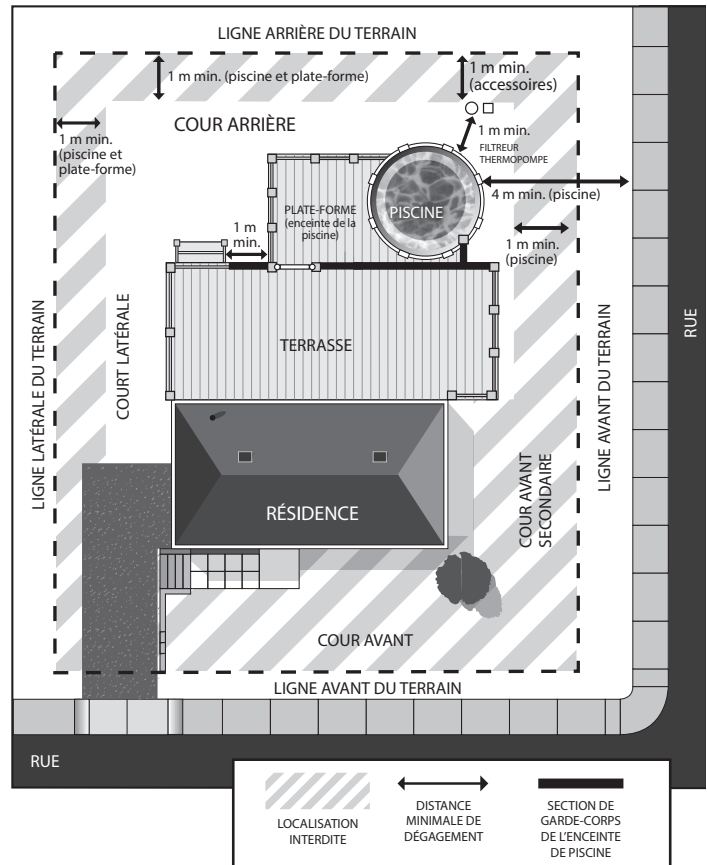 LIGNE ARRIÈRE DU TERRAIN
1 m min. (piscine et plate-forme)
1 m min.
(accessoires)
COUR ARRIÈRE
1 m min.
(piscine et
plate-forme)
1 m min.
FILTREUR
THERMOPOMPE
4 m min. (piscine)
PISCINE
PLATE-FORME
(enceinte de la
piscine)
1 m
min.
1 m min.
(piscine)
TERRASSE
RUE
LIGNE LATÉRALE DU TERRAIN
COURT LATÉRALE
LIGNE AVANT DU TERRAIN
COUR AVANT
SECONDAIRE
RÉSIDENCE
COUR AVANT
LIGNE AVANT DU TERRAIN
RUE
LOCALISATION
INTERDITE
DISTANCE
MINIMALE DE
DÉGAGEMENT
SECTION DE
GARDE-CORPS
DE L'ENCEINTE
DE PISCINE